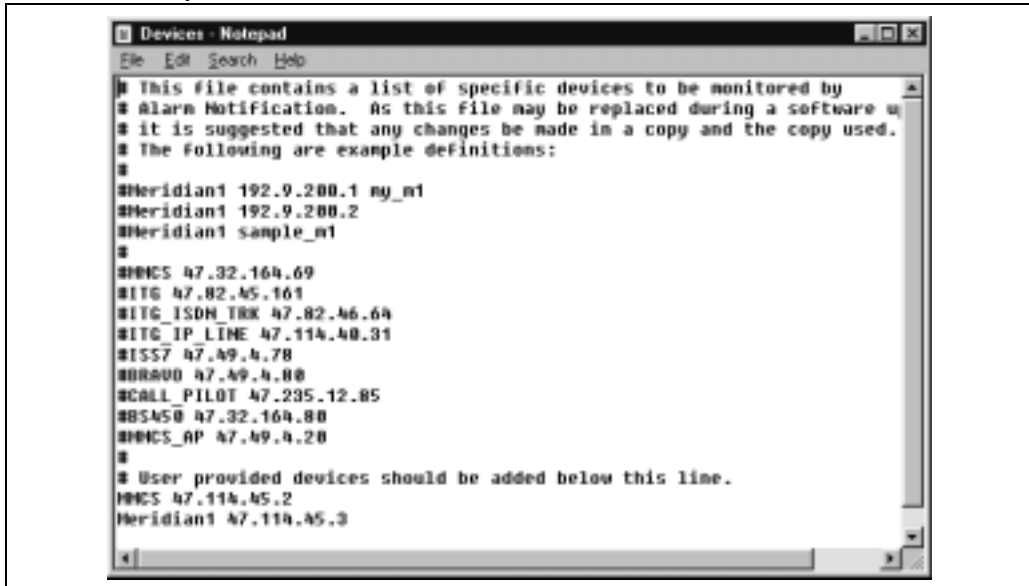 Devices - Notepad
File Edit Search Help
# This file contains a list of specific devices to be monitored by
# Alarm Notification. As this file may be replaced during a software u
# it is suggested that any changes be made in a copy and the copy used.
# The following are example definitions:
#
#Meridian1 192.9.200.1 my_m1
#Meridian1 192.9.200.2
#Meridian1 sample_m1
#
#MMCS 47.32.164.69
#ITG 47.82.45.161
#ITG_ISDN_TRK 47.82.46.64
#ITG_IP_LINE 47.114.40.31
#ISS7 47.49.4.78
#BRAVO 47.49.4.80
#CALL_PILOT 47.235.12.85
#BS450 47.32.164.80
#MMCS_AP 47.49.4.20
#
# User provided devices should be added below this line.
MMCS 47.114.45.2
Meridian1 47.114.45.3